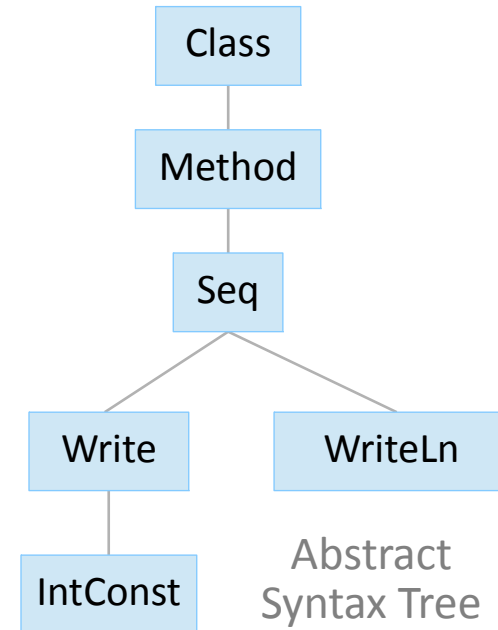 Class
Method
Seq
Write
WriteLn
IntConst
Abstract
Syntax Tree